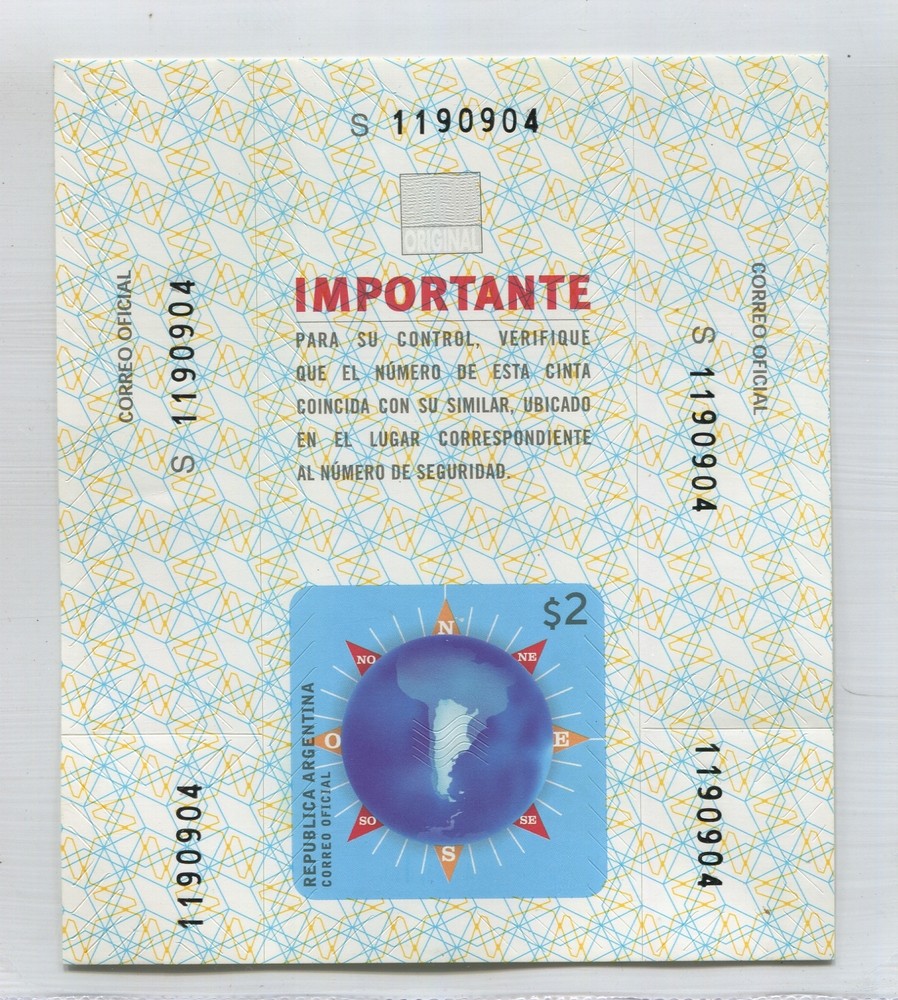 S 1190904
ORIGINAL
IMPORTANTE
PARA SU CONTROL, VERIFIQUE
QUE EL NÚMERO DE ESTA CINTA
COINCIDA CON SU SIMILAR, UBICADO
EN EL LUGAR CORRESPONDIENTE
AL NÚMERO DE SEGURIDAD.
CORREO OFICIAL
S 1190904
S 1190904
CORREO OFICIAL
$2
N
NO
NE
O
E
SO
SE
S
REPUBLICA ARGENTINA
CORREO OFICIAL
1190904
1190904